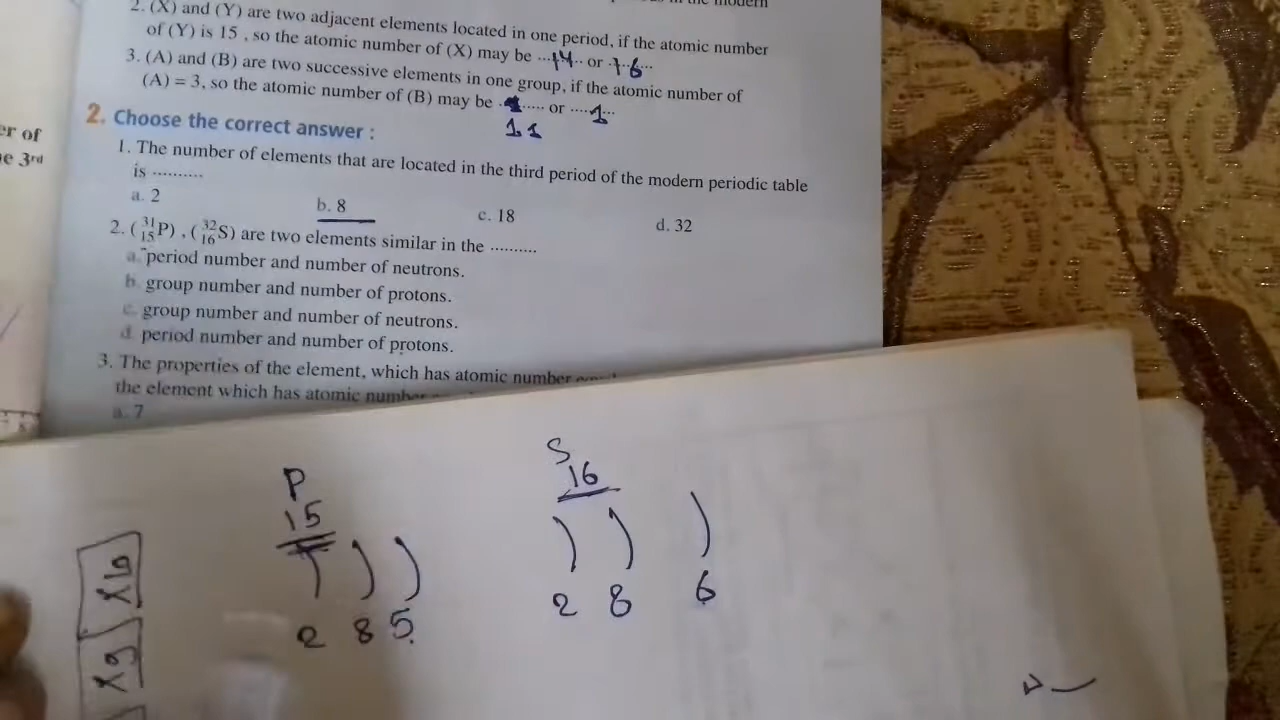 modern
2. (X) and (Y) are two adjacent elements located in one period, if the atomic number
of (Y) is 15 , so the atomic number of (X) may be ...14... or ..16...
3. (A) and (B) are two successive elements in one group, if the atomic number of
(A) = 3, so the atomic number of (B) may be ........ or .....1...
11
er of
e 3rd
2. Choose the correct answer :
1. The number of elements that are located in the third period of the modern periodic table
is ..........
a. 2 b. 8 c. 18 d. 32
2. (³¹₁₅P) , (³²₁₆S) are two elements similar in the ..........
a. period number and number of neutrons.
b. group number and number of protons.
c. group number and number of neutrons.
d. period number and number of protons.
3. The properties of the element, which has atomic number
the element which has atomic number
a. 7
P
15
2 8 5
S
16
2 8 6